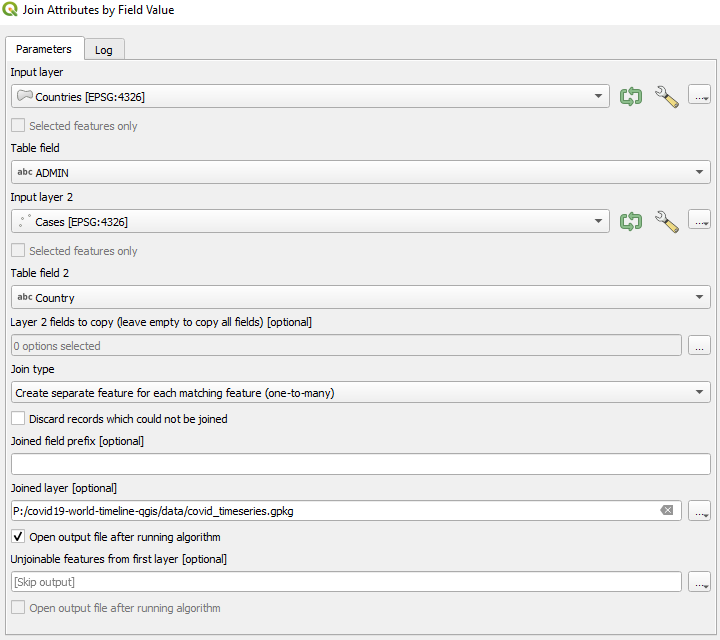 Join Attributes by Field Value
Parameters
Log
Input layer
Countries [EPSG:4326]
...
Selected features only
Table field
abc ADMIN
Input layer 2
Cases [EPSG:4326]
...
Selected features only
Table field 2
abc Country
Layer 2 fields to copy (leave empty to copy all fields) [optional]
0 options selected
...
Join type
Create separate feature for each matching feature (one-to-many)
Discard records which could not be joined
Joined field prefix [optional]
Joined layer [optional]
P:/covid19-world-timeline-qgis/data/covid_timeseries.gpkg
...
Open output file after running algorithm
Unjoinable features from first layer [optional]
[Skip output]
...
Open output file after running algorithm